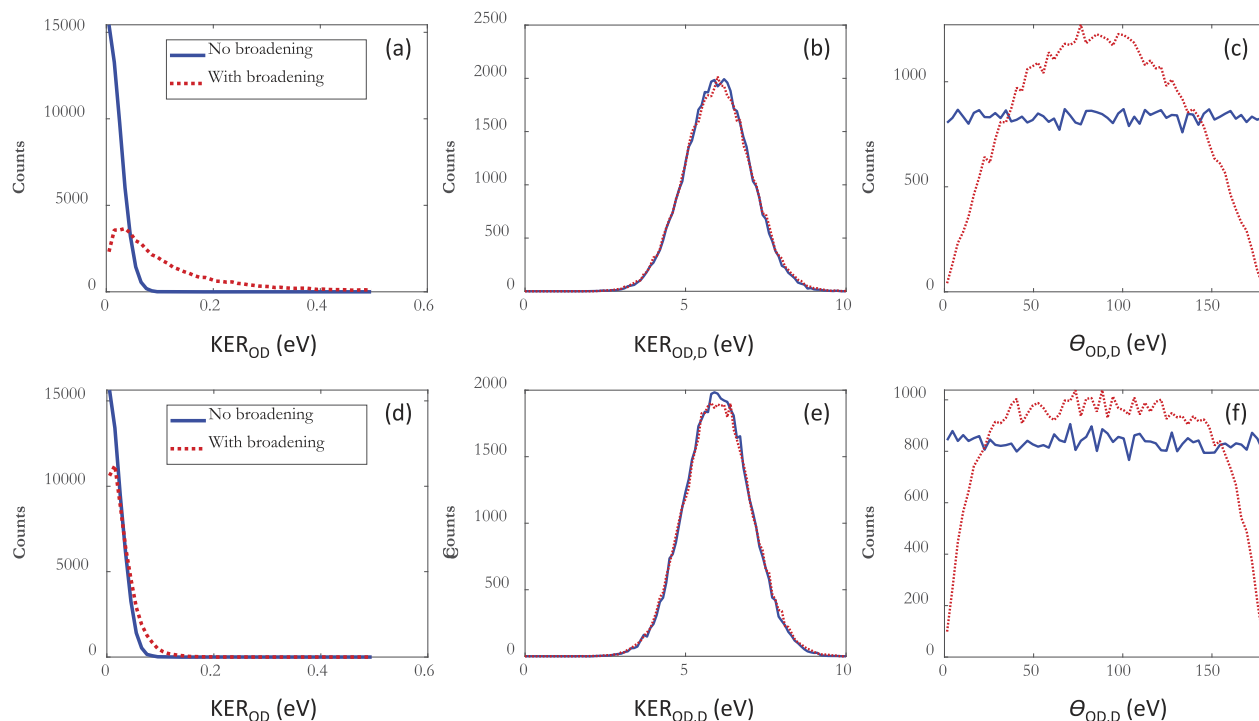 15000
10000
5000
0
Counts
No broadening
With broadening
(a)
0
0.2
0.4
0.6
KER_OD (eV)
2500
2000
1500
1000
500
0
Counts
(b)
0
5
10
KER_OD,D (eV)
1000
500
0
Counts
(c)
0
50
100
150
Θ_OD,D (eV)
15000
10000
5000
0
Counts
No broadening
With broadening
(d)
0
0.2
0.4
0.6
KER_OD (eV)
2000
1500
1000
500
0
(e)
0
5
10
KER_OD,D (eV)
1000
800
600
400
200
0
Counts
(f)
0
50
100
150
Θ_OD,D (eV)